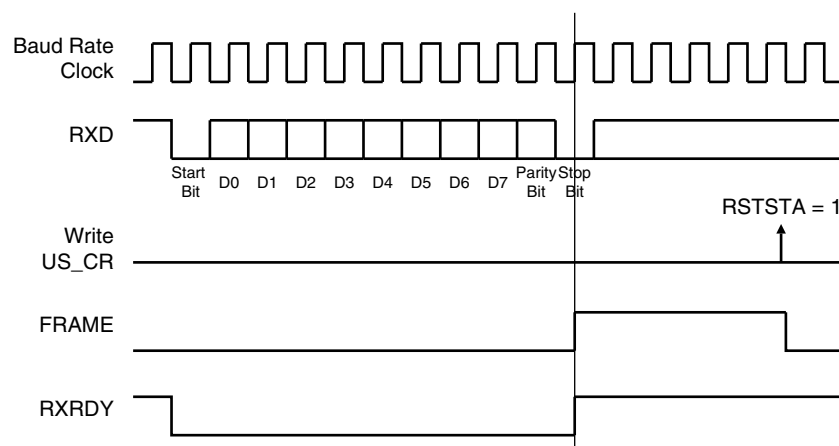 Baud Rate
Clock
RXD
Start
Bit
D0 D1 D2 D3 D4 D5 D6 D7
Parity
Bit
Stop
Bit
RSTSTA = 1
Write
US_CR
FRAME
RXRDY